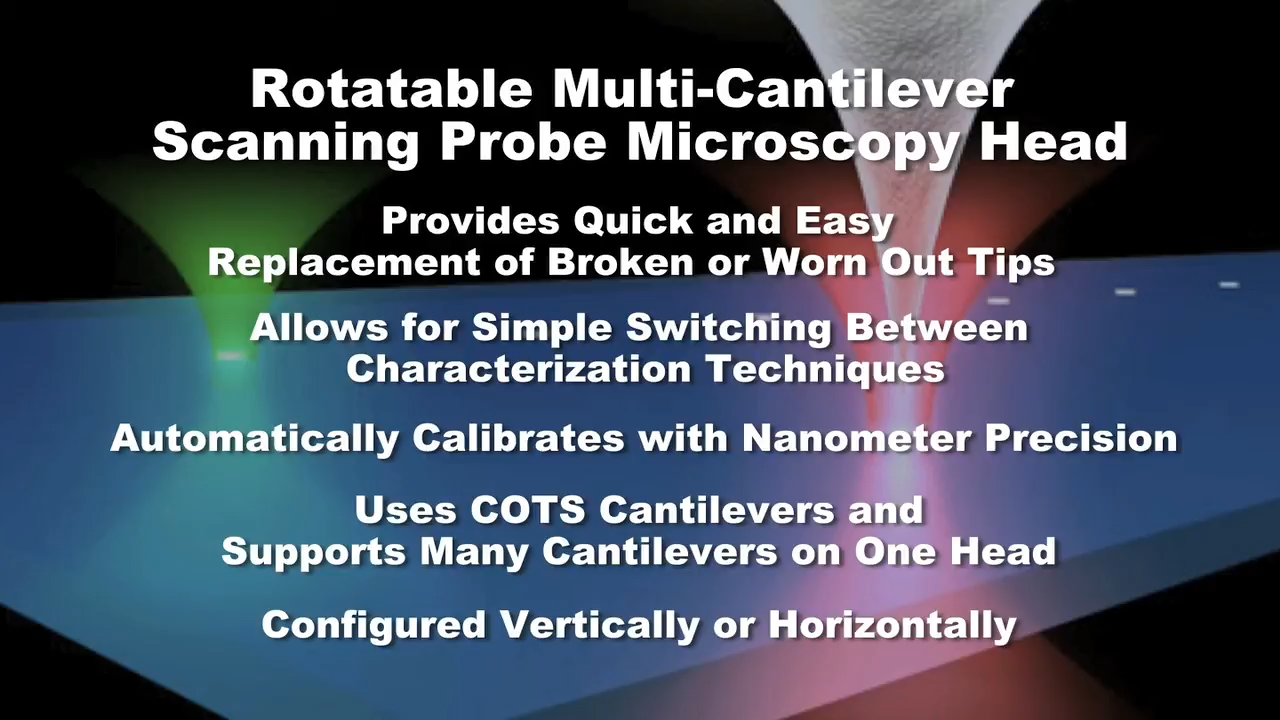 Rotatable Multi-Cantilever
Scanning Probe Microscopy Head
Provides Quick and Easy
Replacement of Broken or Worn Out Tips
Allows for Simple Switching Between
Characterization Techniques
Automatically Calibrates with Nanometer Precision
Uses COTS Cantilevers and
Supports Many Cantilevers on One Head
Configured Vertically or Horizontally